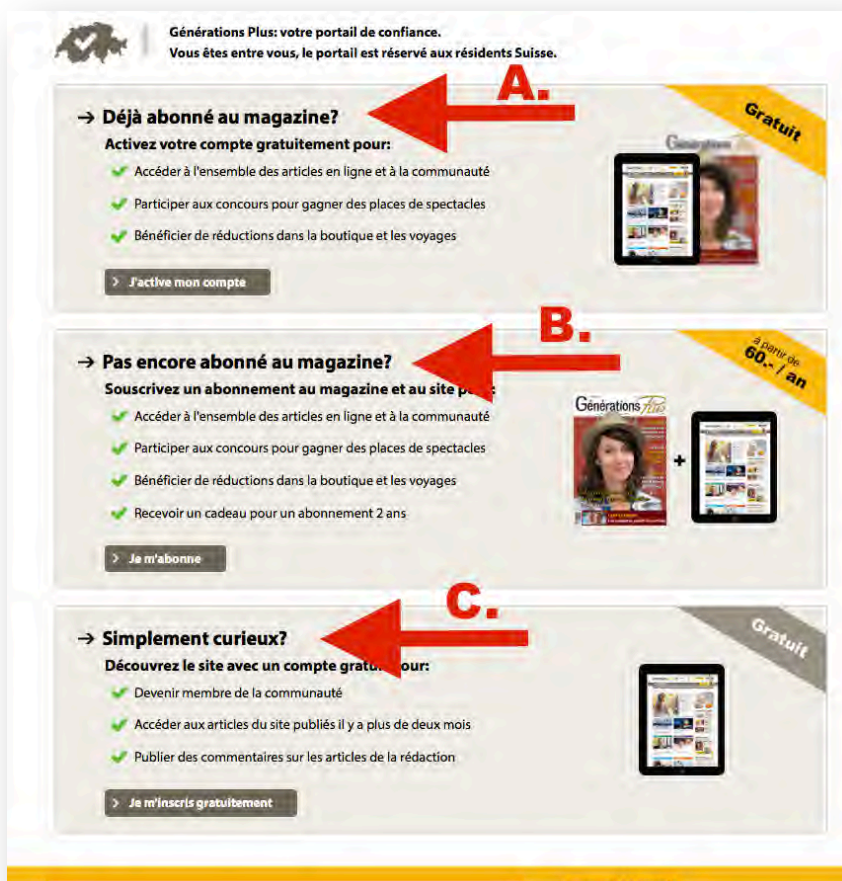 Générations Plus: votre portail de confiance.
Vous êtes entre vous, le portail est réservé aux résidents Suisse.
A.
→ Déjà abonné au magazine?
Gratuit
Activez votre compte gratuitement pour:
Accéder à l'ensemble des articles en ligne et à la communauté
Participer aux concours pour gagner des places de spectacles
Bénéficier de réductions dans la boutique et les voyages
> J'active mon compte
Générations
B.
→ Pas encore abonné au magazine?
à partir de
60.- / an
Souscrivez un abonnement au magazine et au site
Accéder à l'ensemble des articles en ligne et à la communauté
Participer aux concours pour gagner des places de spectacles
Bénéficier de réductions dans la boutique et les voyages
Recevoir un cadeau pour un abonnement 2 ans
> Je m'abonne
Générations Plus
+
C.
→ Simplement curieux?
Gratuit
Découvrez le site avec un compte
Devenir membre de la communauté
Accéder aux articles du site publiés il y a plus de deux mois
Publier des commentaires sur les articles de la rédaction
> Je m'inscris gratuitement